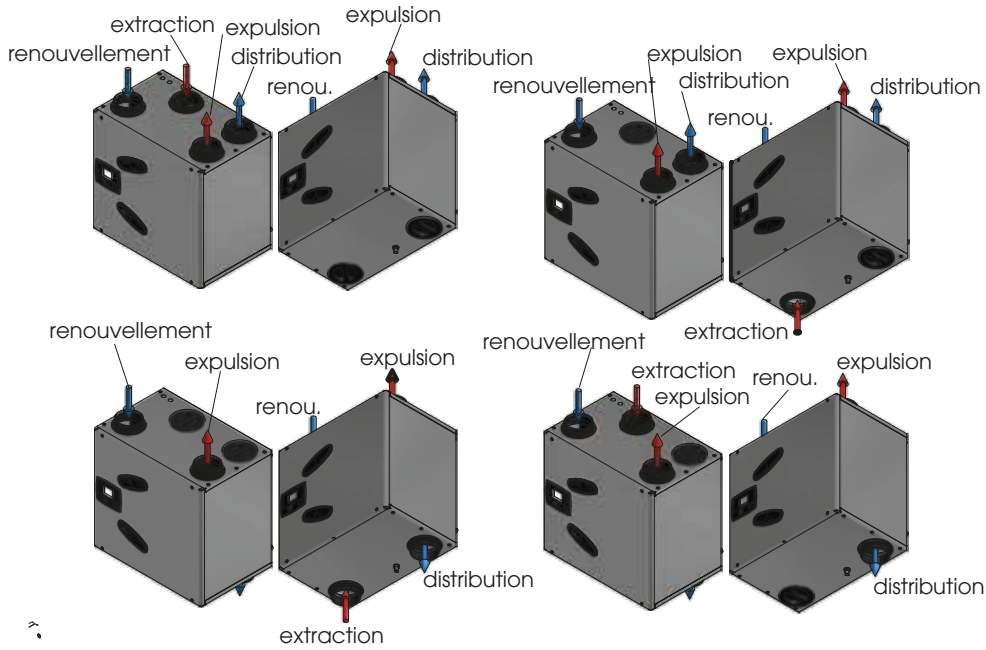 extraction
expulsion
renouvellement
distribution
renou.
expulsion
distribution
expulsion
renouvellement
distribution
renou.
expulsion
distribution
extraction
renouvellement
expulsion
renou.
expulsion
distribution
extraction
renouvellement
extraction
expulsion
renou.
expulsion
distribution